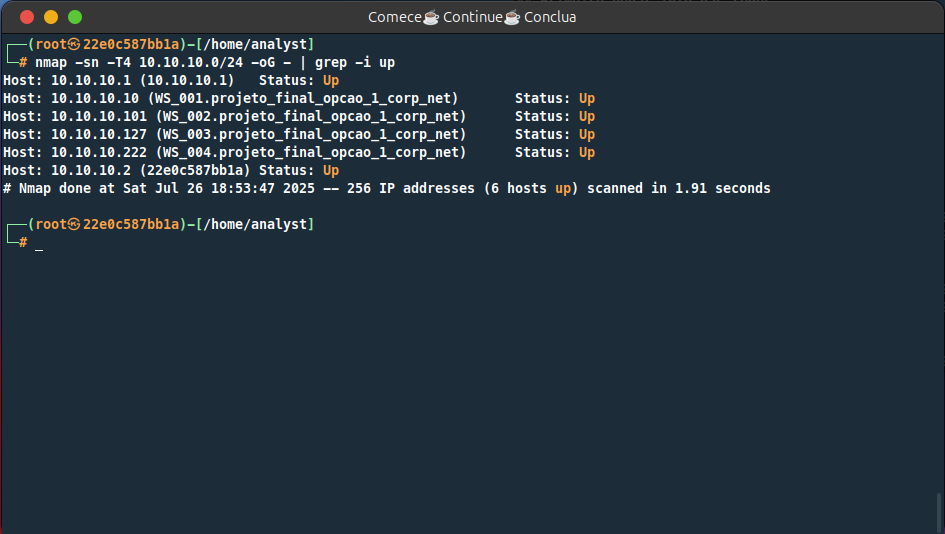 Comece☕ Continue☕ Conclua
┌──(root㉿22e0c587bb1a)-[/home/analyst]
└─# nmap -sn -T4 10.10.10.0/24 -oG - | grep -i up
Host: 10.10.10.1 (10.10.10.1)	Status: Up
Host: 10.10.10.10 (WS_001.projeto_final_opcao_1_corp_net)	Status: Up
Host: 10.10.10.101 (WS_002.projeto_final_opcao_1_corp_net)	Status: Up
Host: 10.10.10.127 (WS_003.projeto_final_opcao_1_corp_net)	Status: Up
Host: 10.10.10.222 (WS_004.projeto_final_opcao_1_corp_net)	Status: Up
Host: 10.10.10.2 (22e0c587bb1a)	Status: Up
# Nmap done at Sat Jul 26 18:53:47 2025 -- 256 IP addresses (6 hosts up) scanned in 1.91 seconds
┌──(root㉿22e0c587bb1a)-[/home/analyst]
└─# _